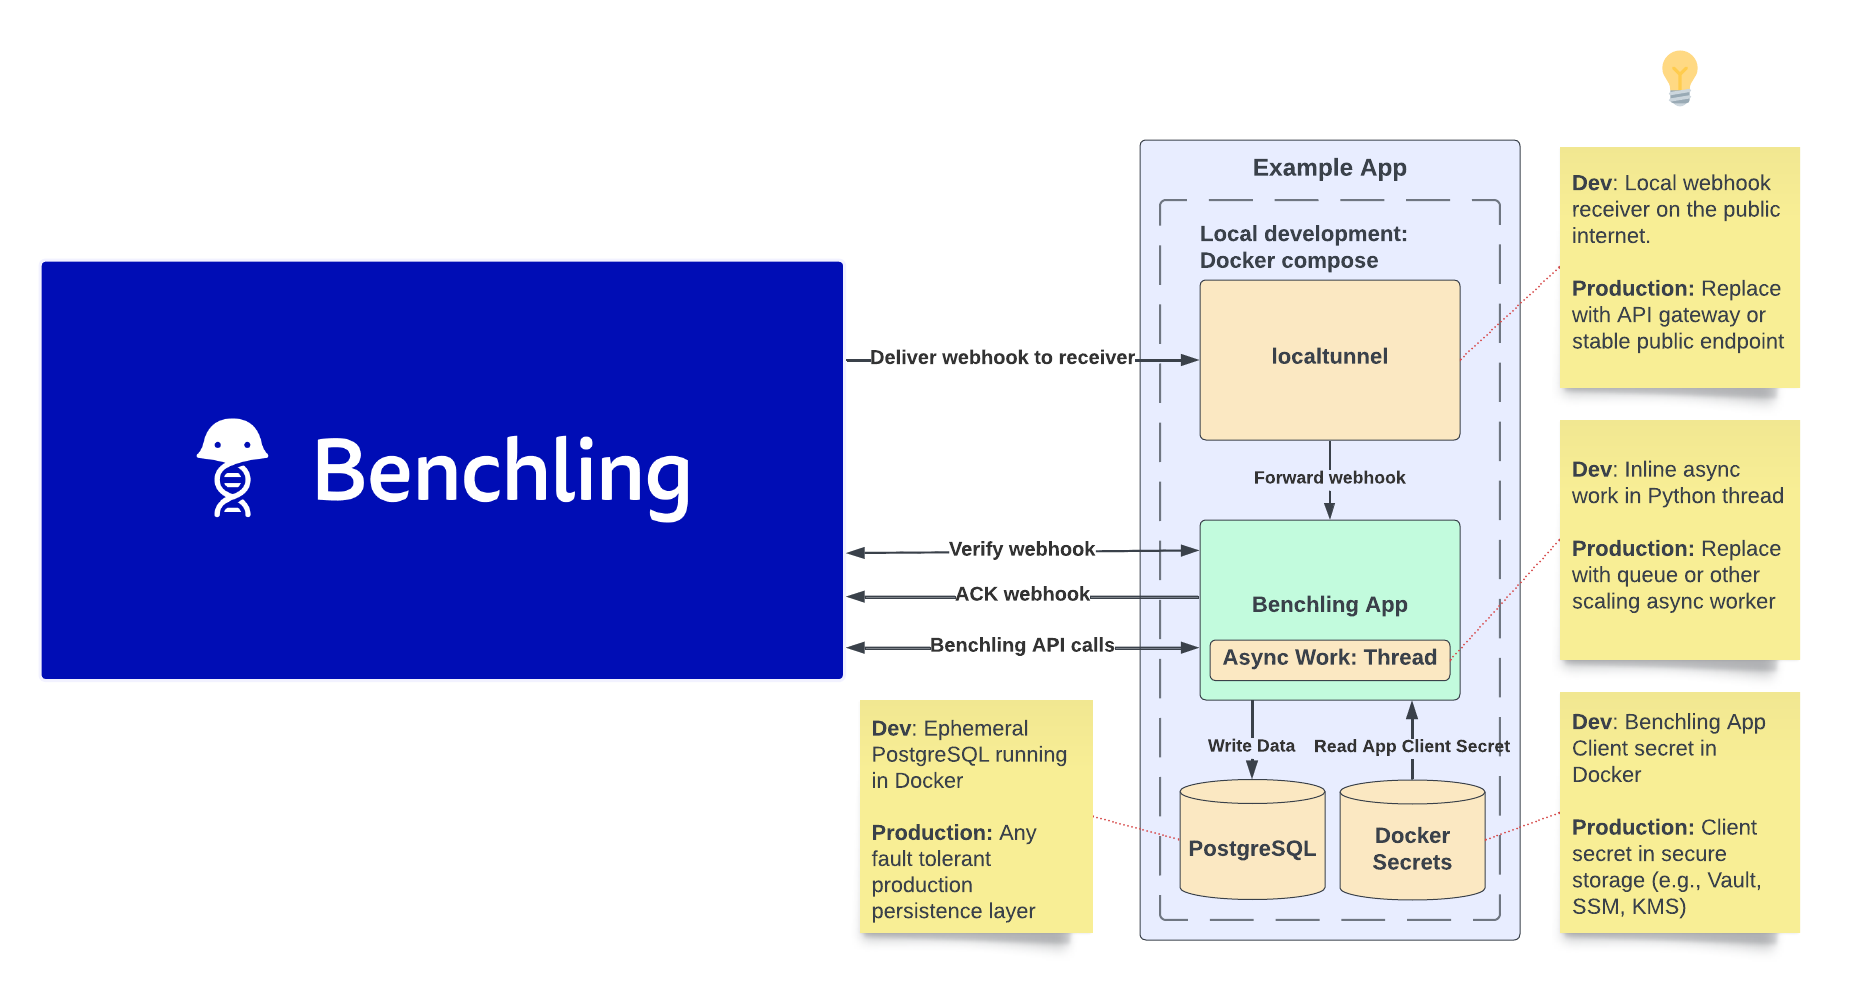 Example App
Local development:
Docker compose
localtunnel
Deliver webhook to receiver
Forward webhook
Benchling
Verify webhook
ACK webhook
Benchling API calls
Benchling App
Async Work: Thread
Write Data
Read App Client Secret
PostgreSQL
Docker
Secrets
Dev: Local webhook
receiver on the public
internet.
Production: Replace
with API gateway or
stable public endpoint
Dev: Inline async
work in Python thread
Production: Replace
with queue or other
scaling async worker
Dev: Ephemeral
PostgreSQL running
in Docker
Production: Any
fault tolerant
production
persistence layer
Dev: Benchling App
Client secret in
Docker
Production: Client
secret in secure
storage (e.g., Vault,
SSM, KMS)